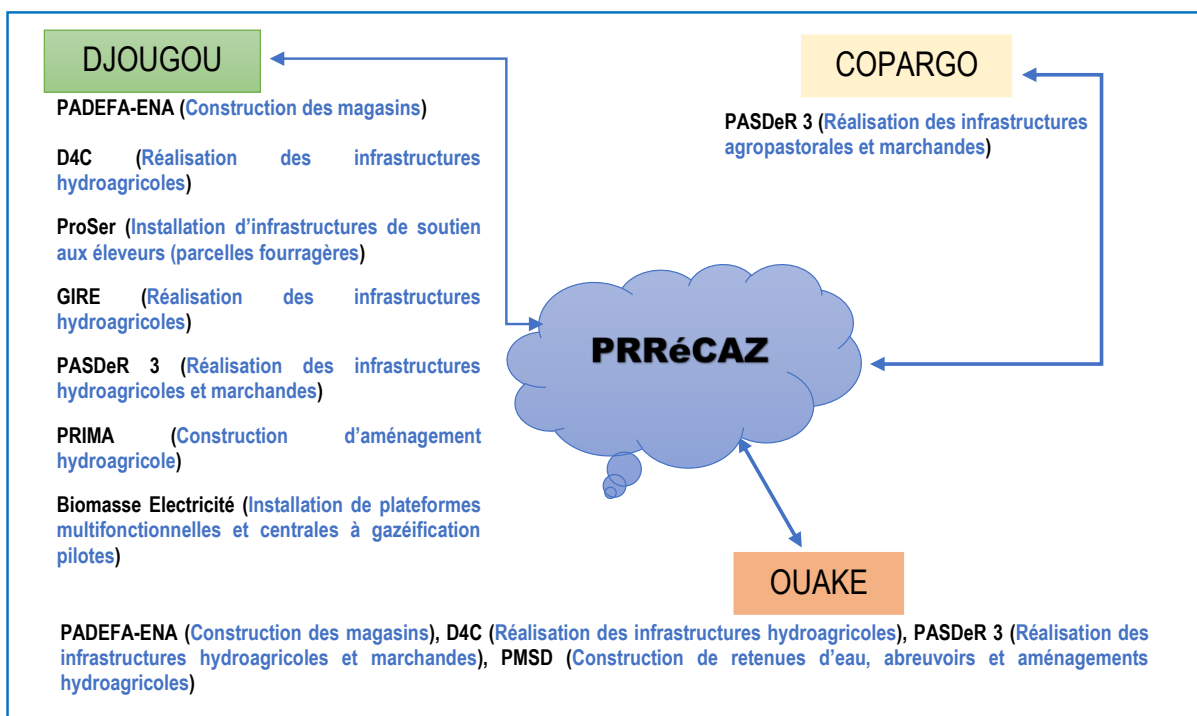 DJOUGOU
PADEFA-ENA (Construction des magasins)
D4C (Réalisation des infrastructures
hydroagricoles)
ProSer (Installation d'infrastructures de soutien
aux éleveurs (parcelles fourragères)
GIRE (Réalisation des infrastructures
hydroagricoles)
PASDeR 3 (Réalisation des infrastructures
hydroagricoles et marchandes)
PRIMA (Construction d'aménagement
hydroagricole)
Biomasse Electricité (Installation de plateformes
multifonctionnelles et centrales à gazéification
pilotes)
COPARGO
PASDeR 3 (Réalisation des infrastructures
agropastorales et marchandes)
PRRéCAZ
OUAKE
PADEFA-ENA (Construction des magasins), D4C (Réalisation des infrastructures hydroagricoles), PASDeR 3 (Réalisation des
infrastructures hydroagricoles et marchandes), PMSD (Construction de retenues d'eau, abreuvoirs et aménagements
hydroagricoles)